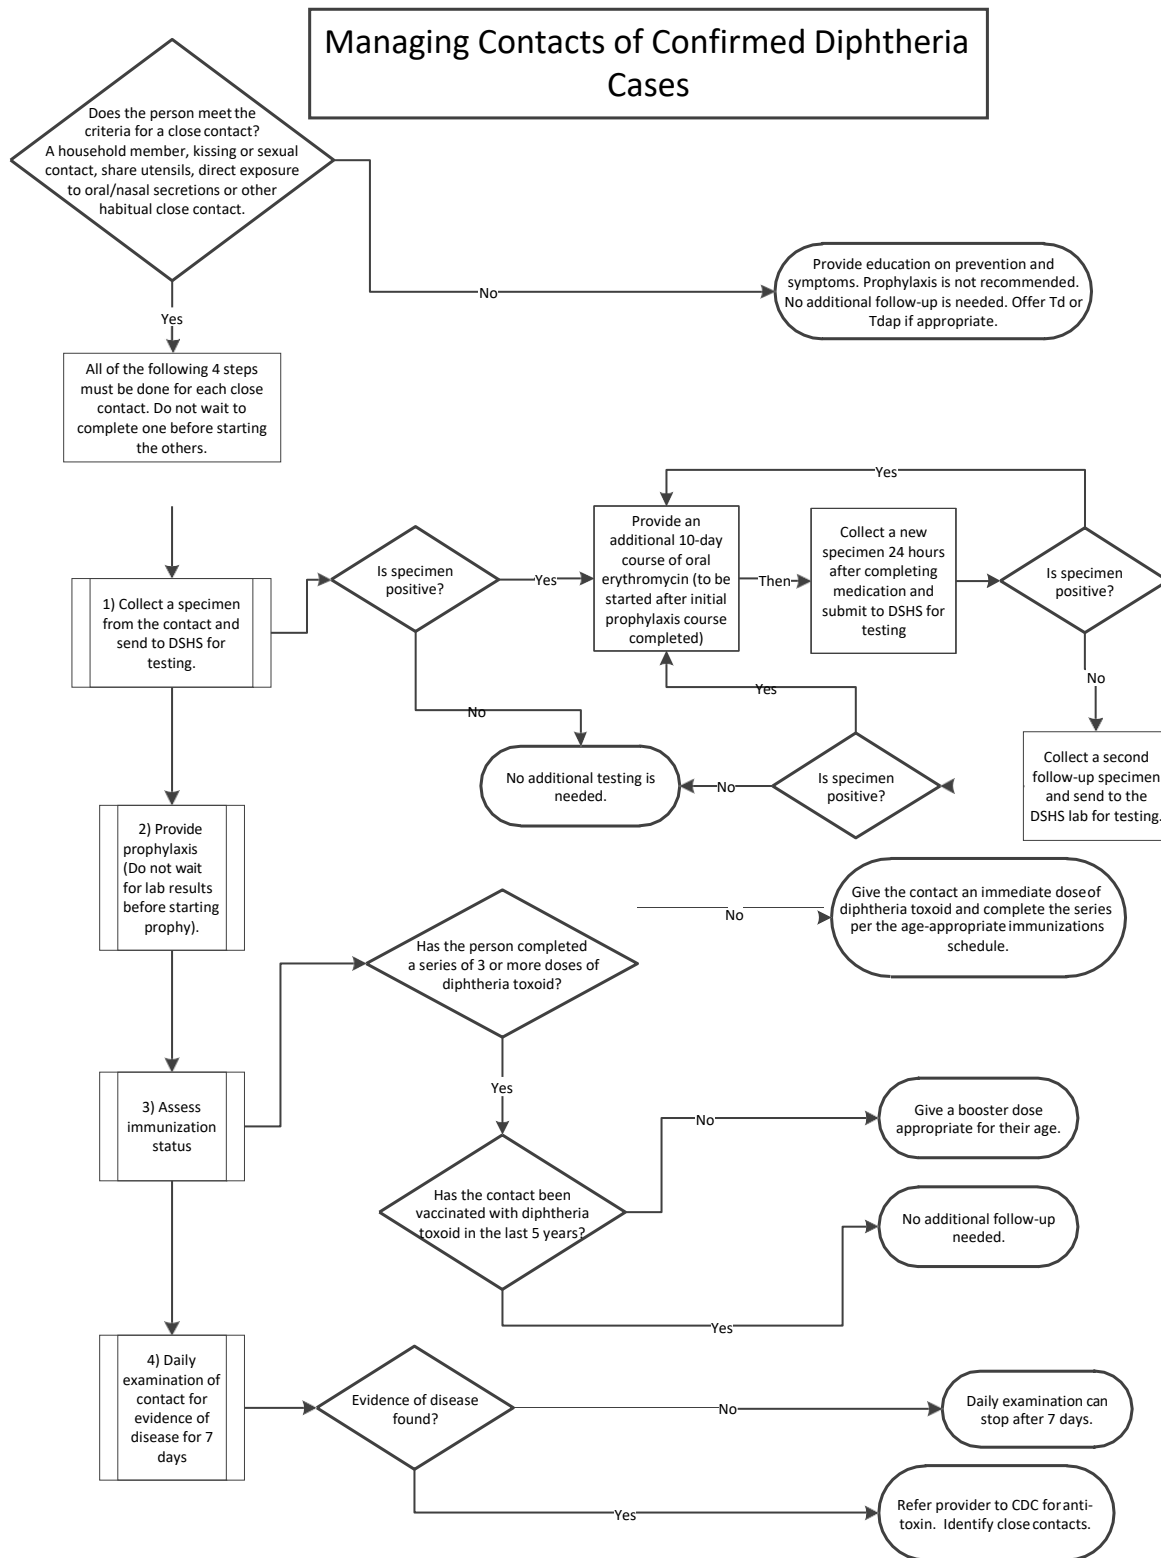 Managing Contacts of Confirmed Diphtheria
Cases
Does the person meet the
criteria for a close contact?
A household member, kissing or sexual
contact, share utensils, direct exposure
to oral/nasal secretions or other
habitual close contact.
No
Provide education on prevention and
symptoms. Prophylaxis is not recommended.
No additional follow-up is needed. Offer Td or
Tdap if appropriate.
Yes
All of the following 4 steps
must be done for each close
contact. Do not wait to
complete one before starting
the others.
1) Collect a specimen
from the contact and
send to DSHS for
testing.
Is specimen
positive?
Yes
Provide an
additional 10-day
course of oral
erythromycin (to be
started after initial
prophylaxis course
completed)
Then
Collect a new
specimen 24 hours
after completing
medication and
submit to DSHS for
testing
Is specimen
positive?
Yes
No
Collect a second
follow-up specimen
and send to the
DSHS lab for testing.
Is specimen
positive?
Yes
No
No
No additional testing is
needed.
2) Provide
prophylaxis
(Do not wait
for lab results
before starting
prophy).
3) Assess
immunization
status
Has the person completed
a series of 3 or more doses of
diphtheria toxoid?
No
Give the contact an immediate dose of
diphtheria toxoid and complete the series
per the age-appropriate immunizations
schedule.
Yes
Has the contact been
vaccinated with diphtheria
toxoid in the last 5 years?
No
Give a booster dose
appropriate for their age.
Yes
No additional follow-up
needed.
4) Daily
examination of
contact for
evidence of
disease for 7
days
Evidence of disease
found?
No
Daily examination can
stop after 7 days.
Yes
Refer provider to CDC for anti-
toxin. Identify close contacts.